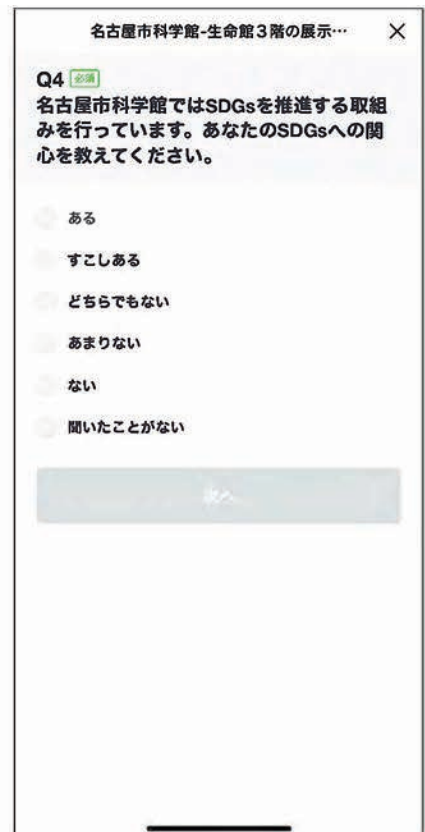 名古屋市科学館-生命館3階の展示…
Q4 必須
名古屋市科学館ではSDGsを推進する取組
みを行っています。あなたのSDGsへの関
心を教えてください。
ある
すこしある
どちらでもない
あまりない
ない
聞いたことがない
次へ